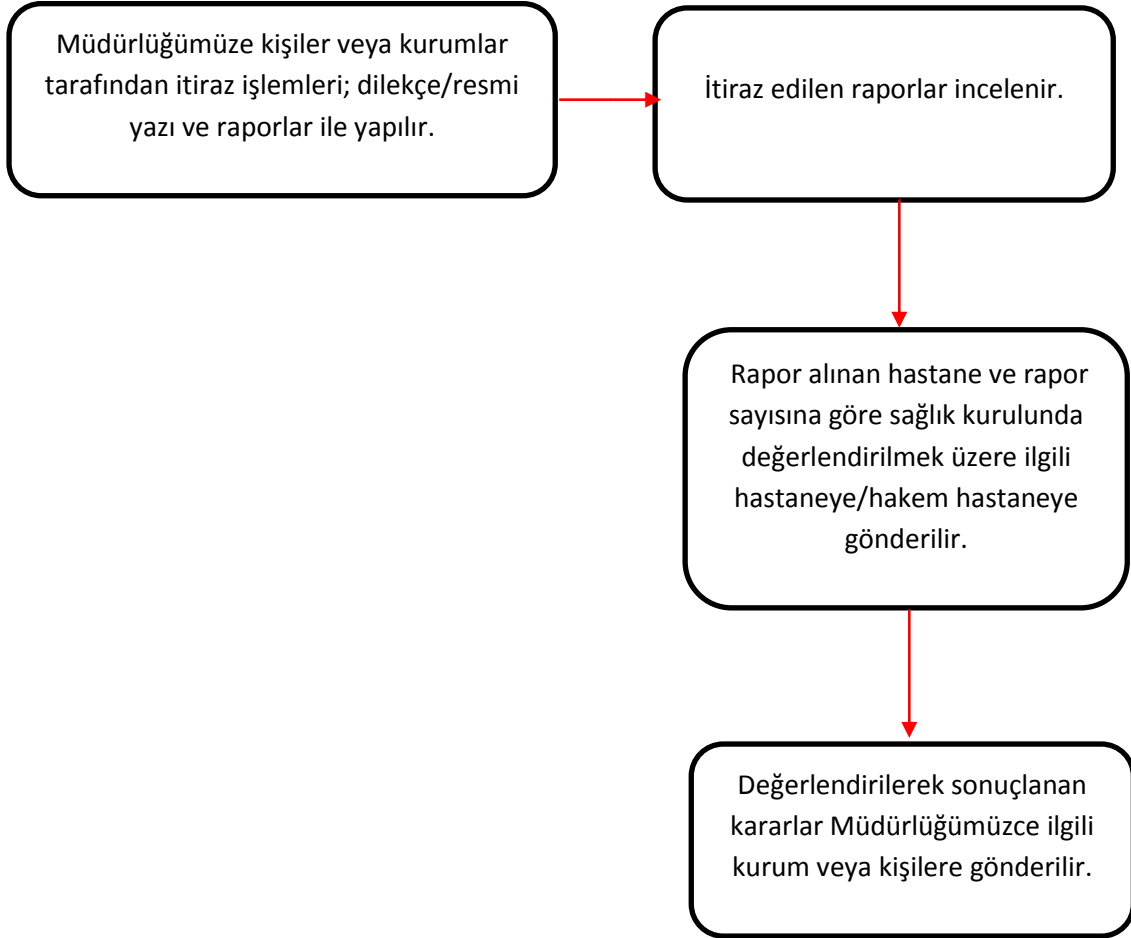 Müdürlüğümüze kişiler veya kurumlar
tarafından itiraz işlemleri; dilekçe/resmi
yazı ve raporlar ile yapılır.
İtiraz edilen raporlar incelenir.
Rapor alınan hastane ve rapor
sayısına göre sağlık kurulunda
değerlendirilmek üzere ilgili
hastaneye/hakem hastaneye
gönderilir.
Değerlendirilerek sonuçlanan
kararlar Müdürlüğümüzce ilgili
kurum veya kişilere gönderilir.